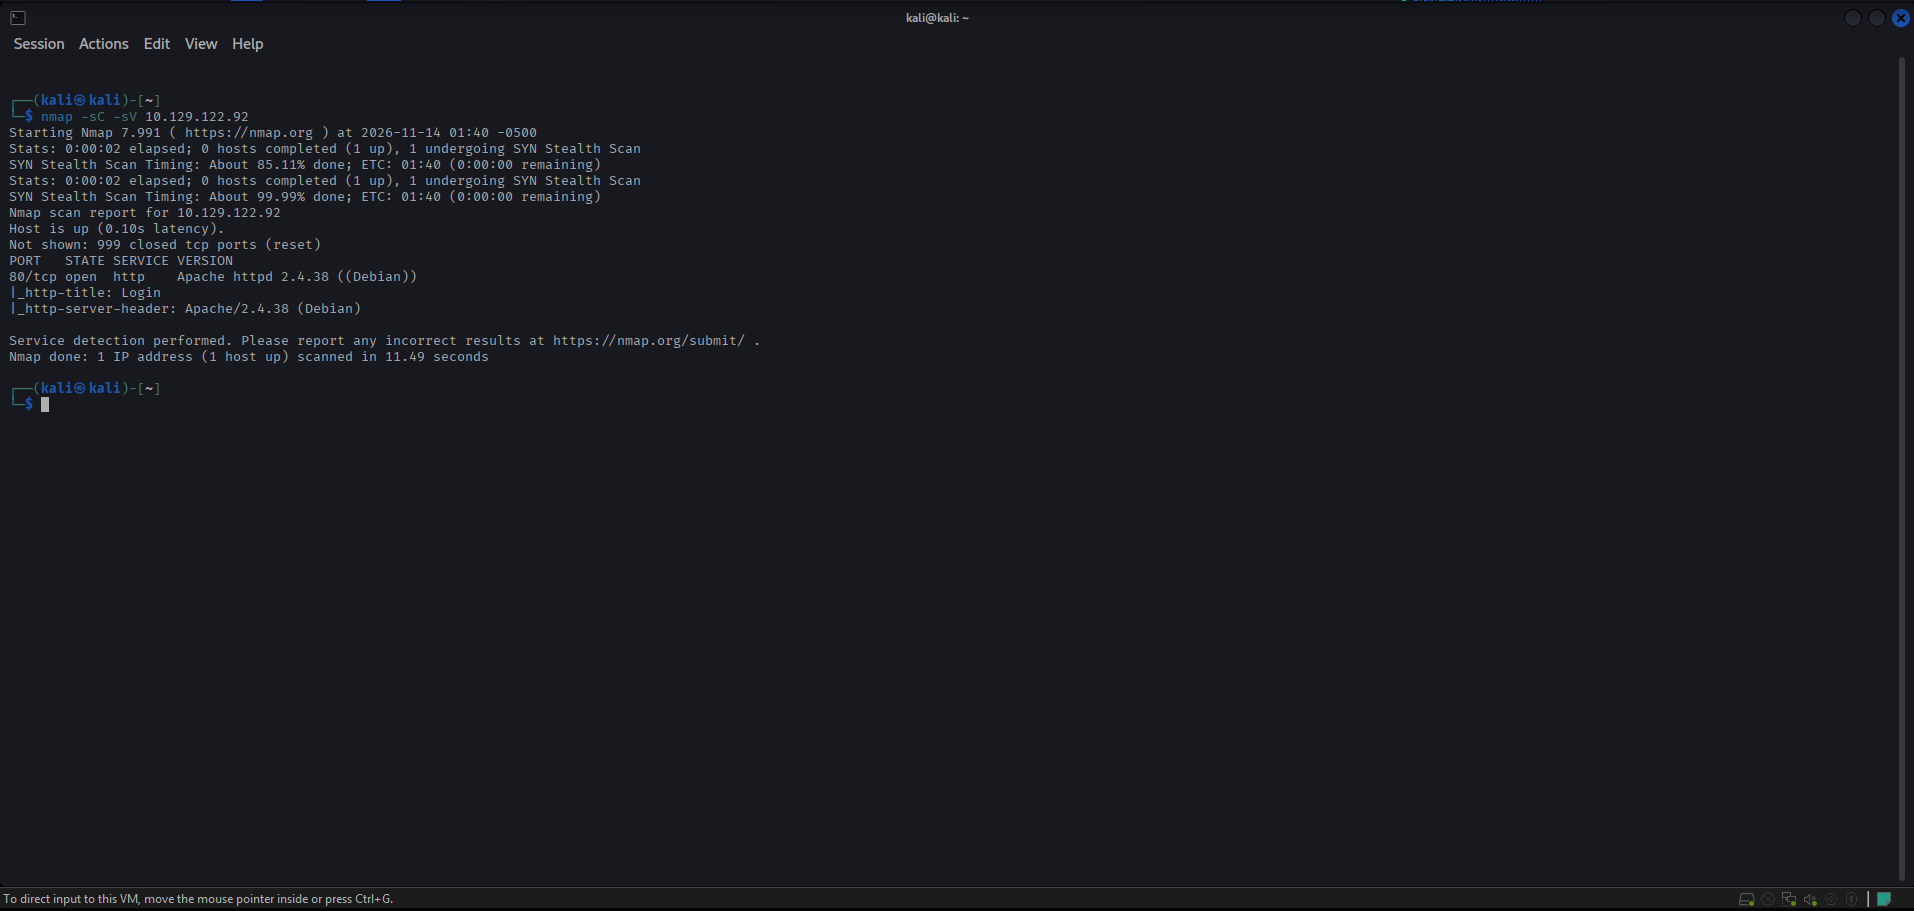 kali@kali: ~
Session Actions Edit View Help
┌──(kali㉿kali)-[~]
└─$ nmap -sC -sV 10.129.122.92
Starting Nmap 7.991 ( https://nmap.org ) at 2026-11-14 01:40 -0500
Stats: 0:00:02 elapsed; 0 hosts completed (1 up), 1 undergoing SYN Stealth Scan
SYN Stealth Scan Timing: About 85.11% done; ETC: 01:40 (0:00:00 remaining)
Stats: 0:00:02 elapsed; 0 hosts completed (1 up), 1 undergoing SYN Stealth Scan
SYN Stealth Scan Timing: About 99.99% done; ETC: 01:40 (0:00:00 remaining)
Nmap scan report for 10.129.122.92
Host is up (0.10s latency).
Not shown: 999 closed tcp ports (reset)
PORT   STATE SERVICE VERSION
80/tcp open  http    Apache httpd 2.4.38 ((Debian))
|_http-title: Login
|_http-server-header: Apache/2.4.38 (Debian)
Service detection performed. Please report any incorrect results at https://nmap.org/submit/ .
Nmap done: 1 IP address (1 host up) scanned in 11.49 seconds
┌──(kali㉿kali)-[~]
└─$
To direct input to this VM, move the mouse pointer inside or press Ctrl+G.